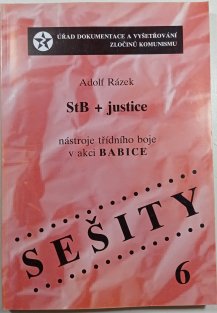 ÚŘAD DOKUMENTACE A VYŠETŘOVÁNÍ
ZLOČINŮ KOMUNISMU
Adolf Rázek
StB + justice
nástroje třídního boje
v akci BABICE
SEŠITY
6